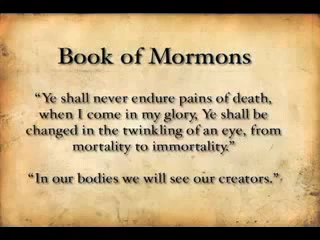 Book of Mormons
“Ye shall never endure pains of death,
when I come in my glory, Ye shall be
changed in the twinkling of an eye, from
mortality to immortality.”
“In our bodies we will see our creators.”